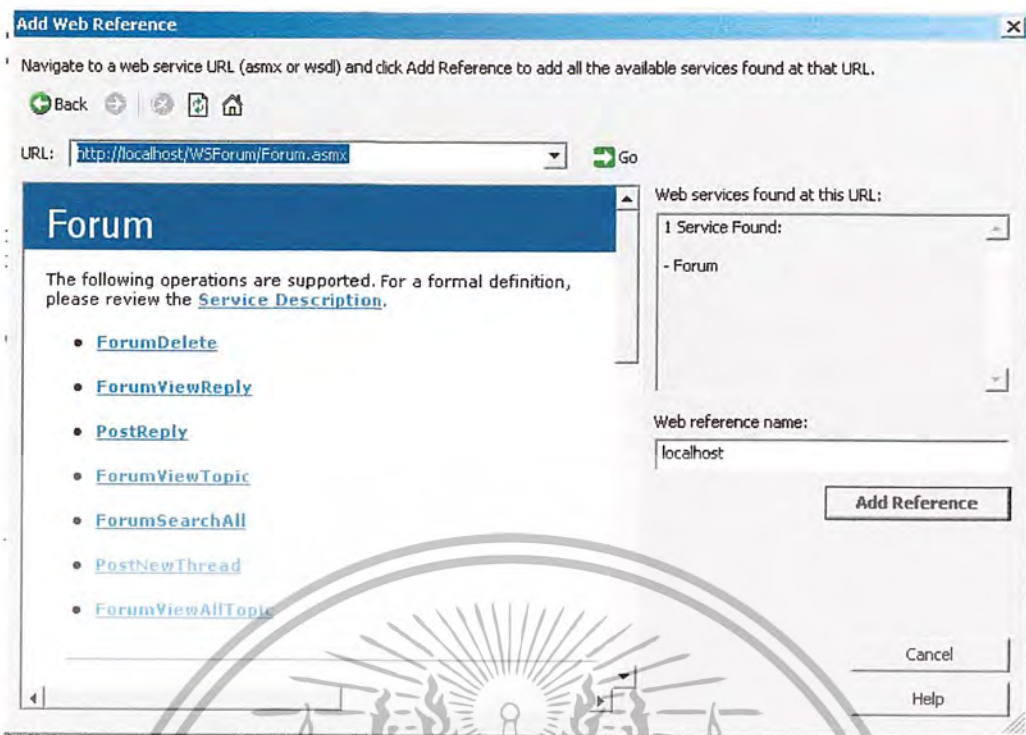 Add Web Reference
Navigate to a web service URL (asmx or wsdl) and click Add Reference to add all the available services found at that URL.
Back
URL: http://localhost/WSForum/Forum.asmx Go
Forum
The following operations are supported. For a formal definition,
please review the Service Description.
ForumDelete
ForumViewReply
PostReply
ForumViewTopic
ForumSearchAll
PostNewThread
ForumViewAllTopic
Web services found at this URL:
1 Service Found:
- Forum
Web reference name:
localhost
Add Reference
Cancel
Help